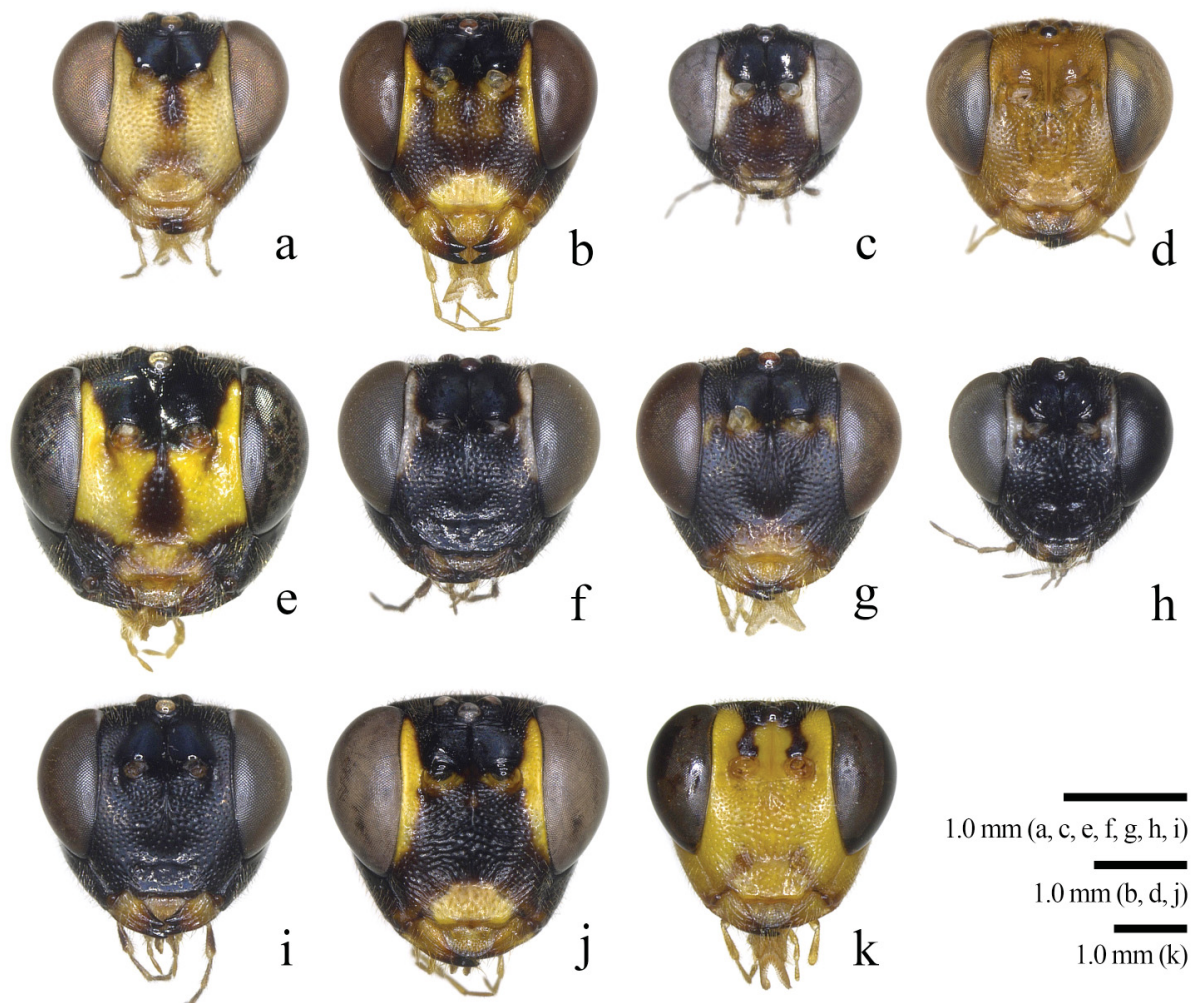 a
b
c
d
e
f
g
h
i
j
k
1.0 mm (a, c, e, f, g, h, i)
1.0 mm (b, d, j)
1.0 mm (k)